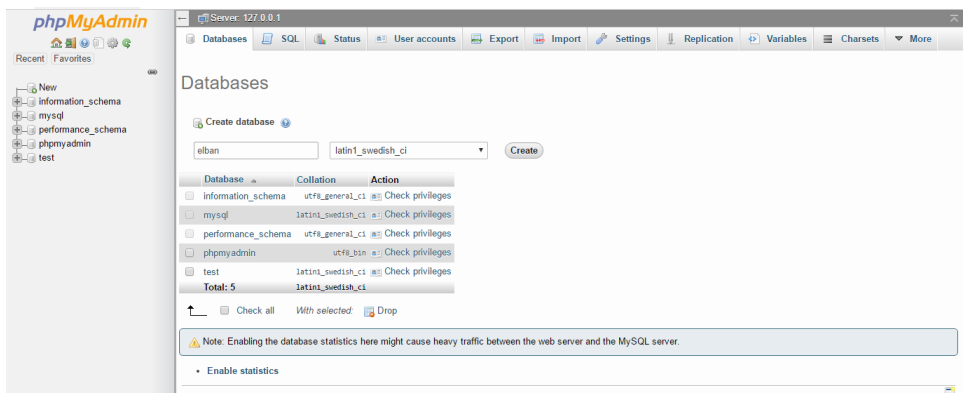 phpMyAdmin
Recent Favorites
New
information_schema
mysql
performance_schema
phpmyadmin
test
Server: 127.0.0.1
Databases SQL Status User accounts Export Import Settings Replication Variables Charsets More
Databases
Create database
elban latin1_swedish_ci Create
Database Collation Action
information_schema utf8_general_ci Check privileges
mysql latin1_swedish_ci Check privileges
performance_schema utf8_general_ci Check privileges
phpmyadmin utf8_bin Check privileges
test latin1_swedish_ci Check privileges
Total: 5 latin1_swedish_ci
Check all With selected: Drop
Note: Enabling the database statistics here might cause heavy traffic between the web server and the MySQL server.
• Enable statistics